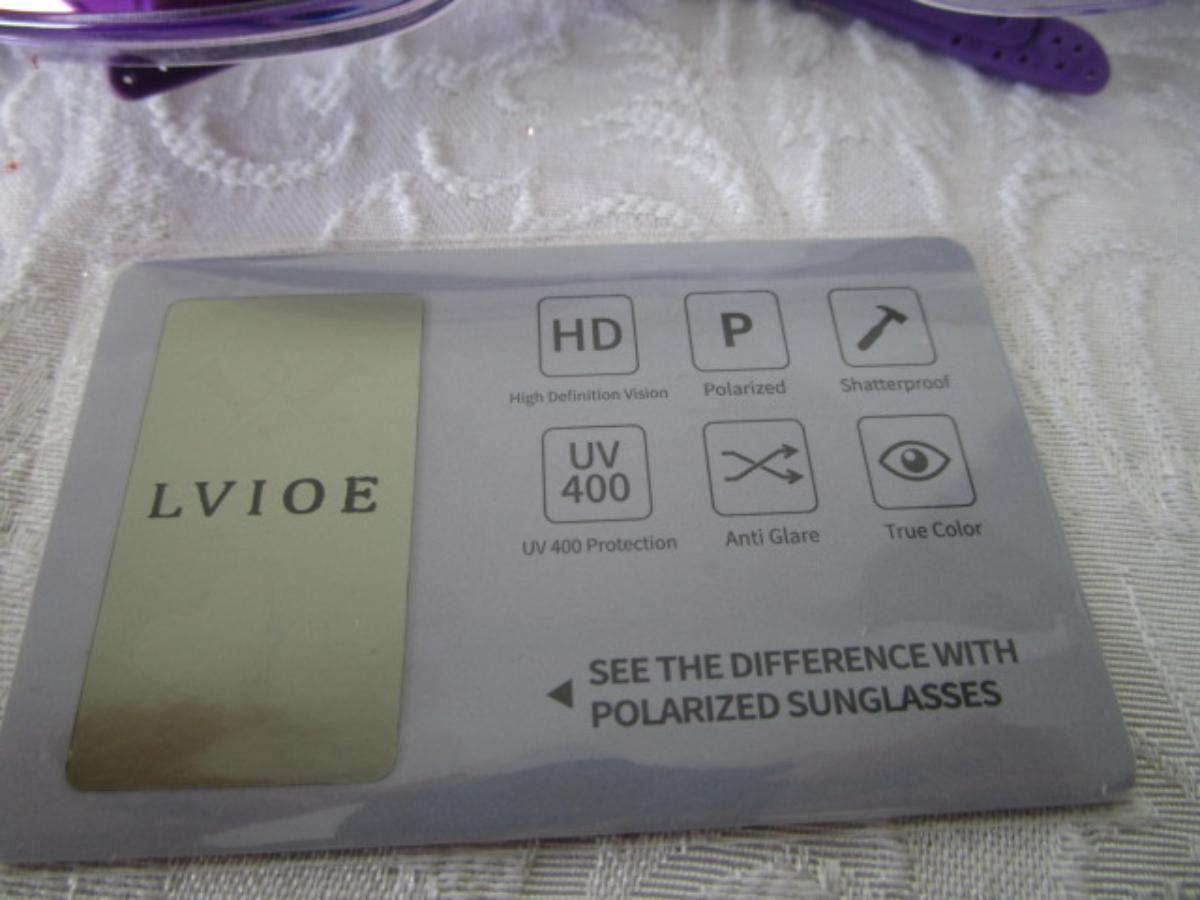 LVIOE
HD
High Definition Vision
P
Polarized
Shatterproof
UV
400
UV 400 Protection
Anti Glare
True Color
SEE THE DIFFERENCE WITH
POLARIZED SUNGLASSES